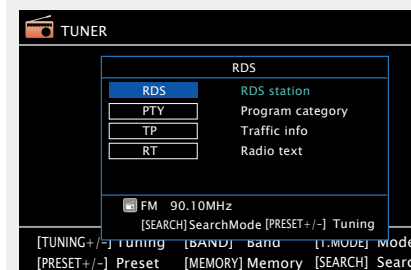 TUNER
RDS
RDS RDS station
PTY Program category
TP Traffic info
RT Radio text
FM 90.10MHz
[SEARCH] SearchMode [PRESET+/-] Tuning
[TUNING+/-] Tuning [BAND] Band [T.MODE] Mode
[PRESET+/-] Preset [MEMORY] Memory [SEARCH] Searc